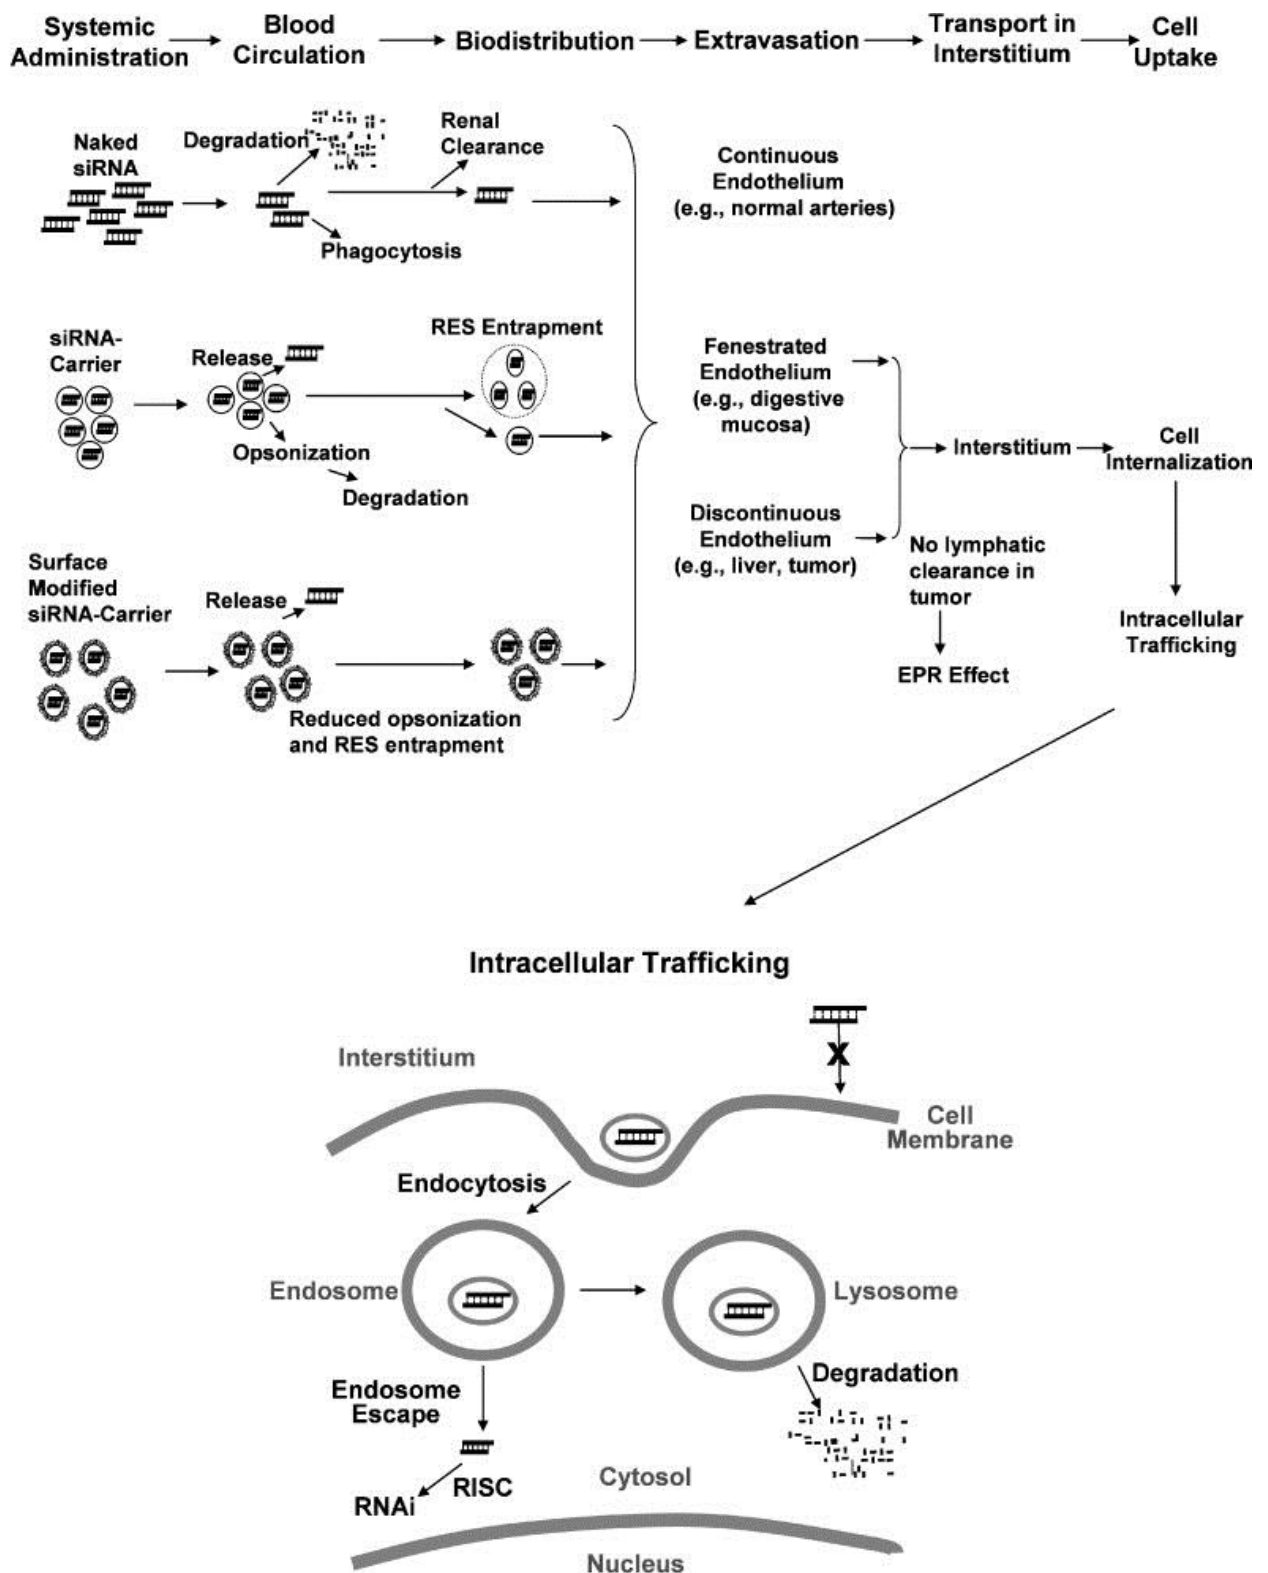 Systemic
Administration
Blood
Circulation
Biodistribution
Extravasation
Transport in
Interstitium
Cell
Uptake
Naked
siRNA
Degradation
Renal
Clearance
Phagocytosis
Continuous
Endothelium
(e.g., normal arteries)
siRNA-
Carrier
Release
RES Entrapment
Opsonization
Degradation
Fenestrated
Endothelium
(e.g., digestive
mucosa)
Interstitium
Cell
Internalization
Discontinuous
Endothelium
(e.g., liver, tumor)
No lymphatic
clearance in
tumor
EPR Effect
Intracellular
Trafficking
Surface
Modified
siRNA-Carrier
Release
Reduced opsonization
and RES entrapment
Intracellular Trafficking
Interstitium
X
Cell
Membrane
Endocytosis
Endosome
Lysosome
Endosome
Escape
Degradation
RISC
RNAi
Cytosol
Nucleus